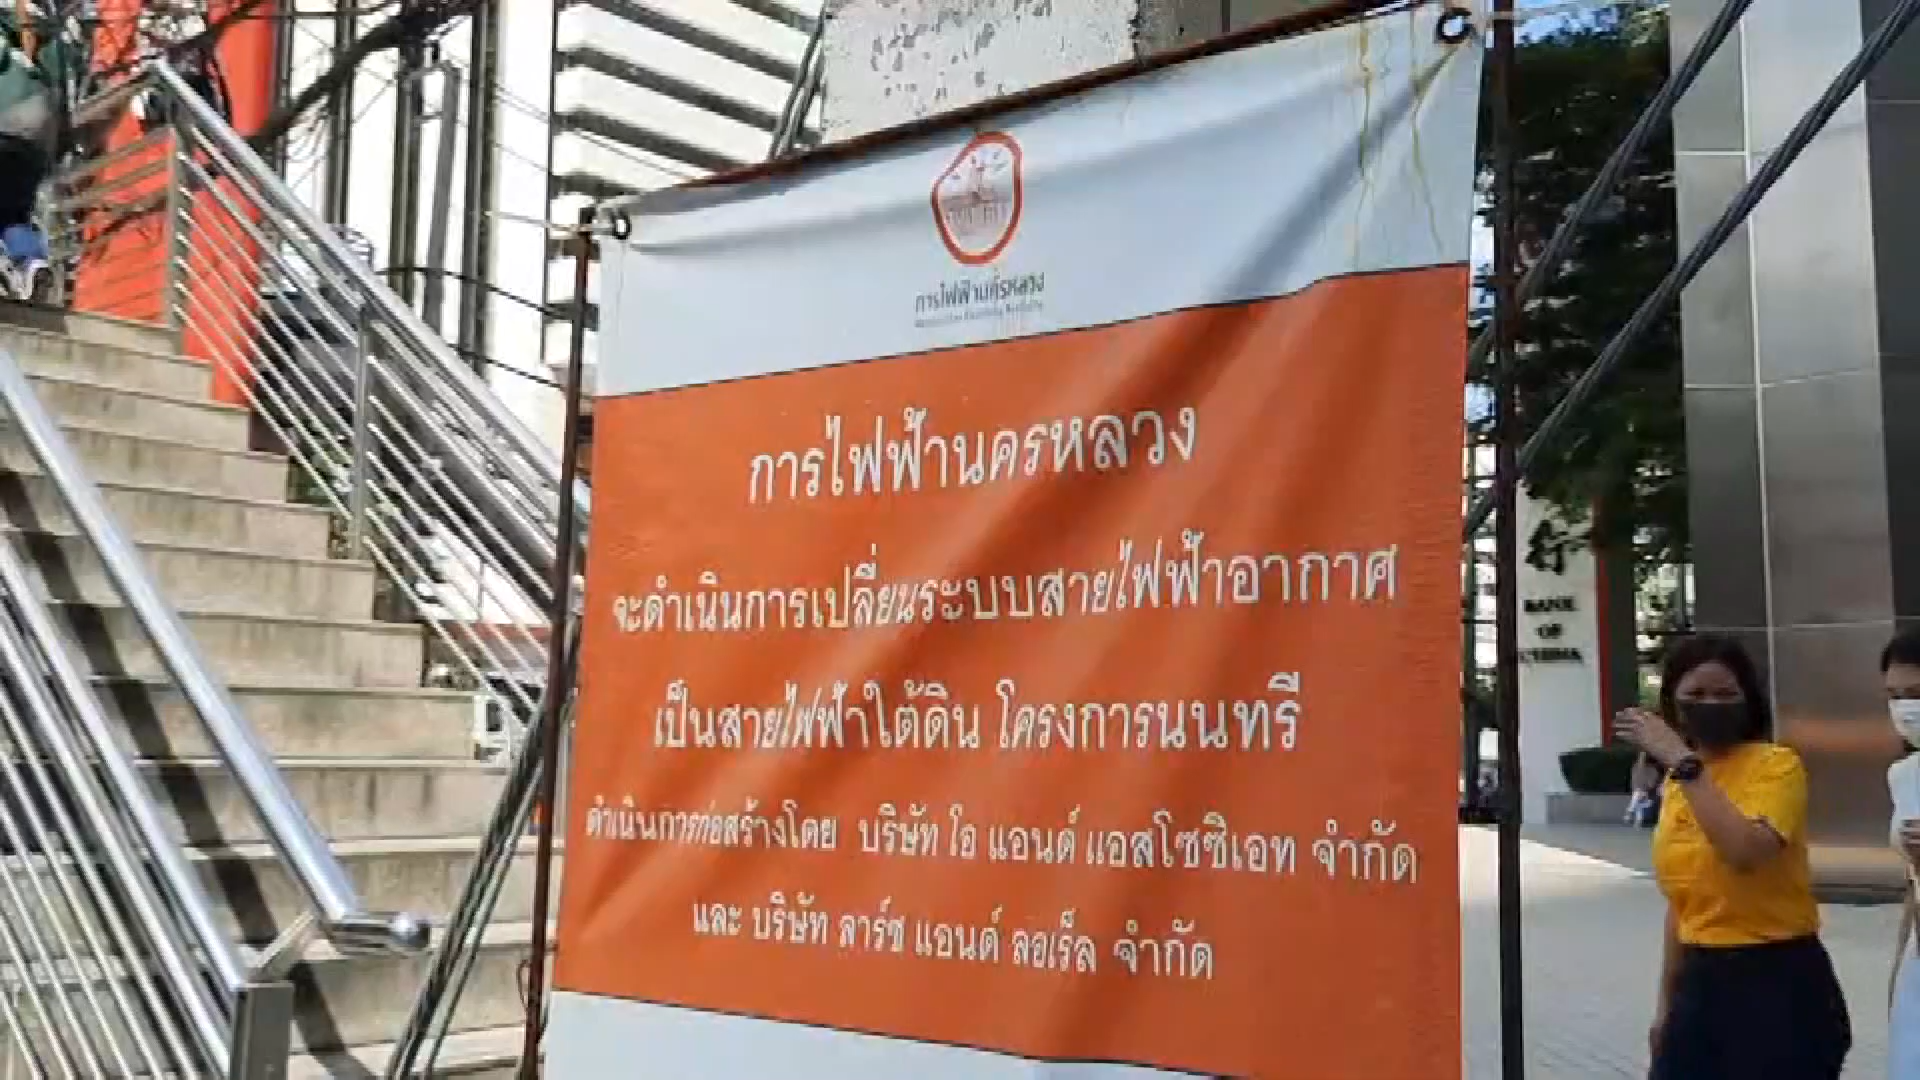 การไฟฟ้านครหลวง
การไฟฟ้านครหลวง
จะดำเนินการเปลี่ยนระบบสายไฟฟ้าอากาศ
เป็นสายไฟฟ้าใต้ดิน โครงการนนทรี
ดำเนินการก่อสร้างโดย บริษัท โอ แอนด์ แอสโซซิเอท จำกัด
และ บริษัท ลาร์ช แอนด์ ลอเร็ล จำกัด
行
BANK
OF
CHINA